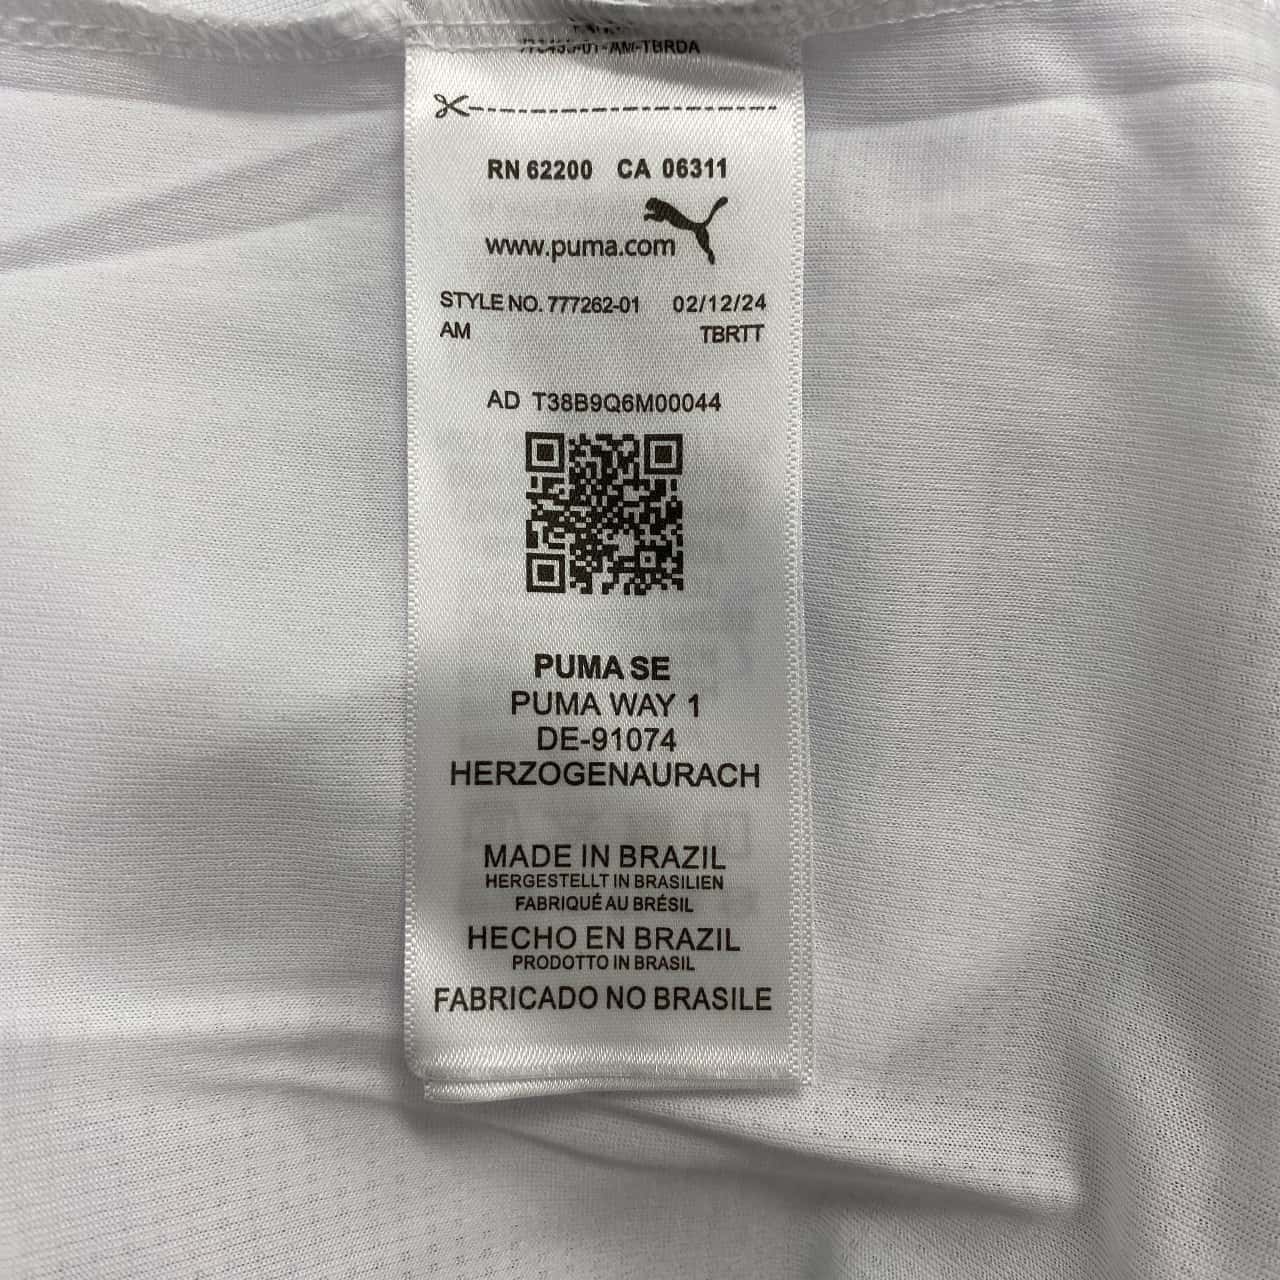 -AM-TBRDA
RN 62200 CA 06311
www.puma.com
STYLE NO. 777262-01 02/12/24
AM TBRTT
AD T38B9Q6M00044
PUMA SE
PUMA WAY 1
DE-91074
HERZOGENAURACH
MADE IN BRAZIL
HERGESTELLT IN BRASILIEN
FABRIQUÉ AU BRÉSIL
HECHO EN BRAZIL
PRODOTTO IN BRASIL
FABRICADO NO BRASILE